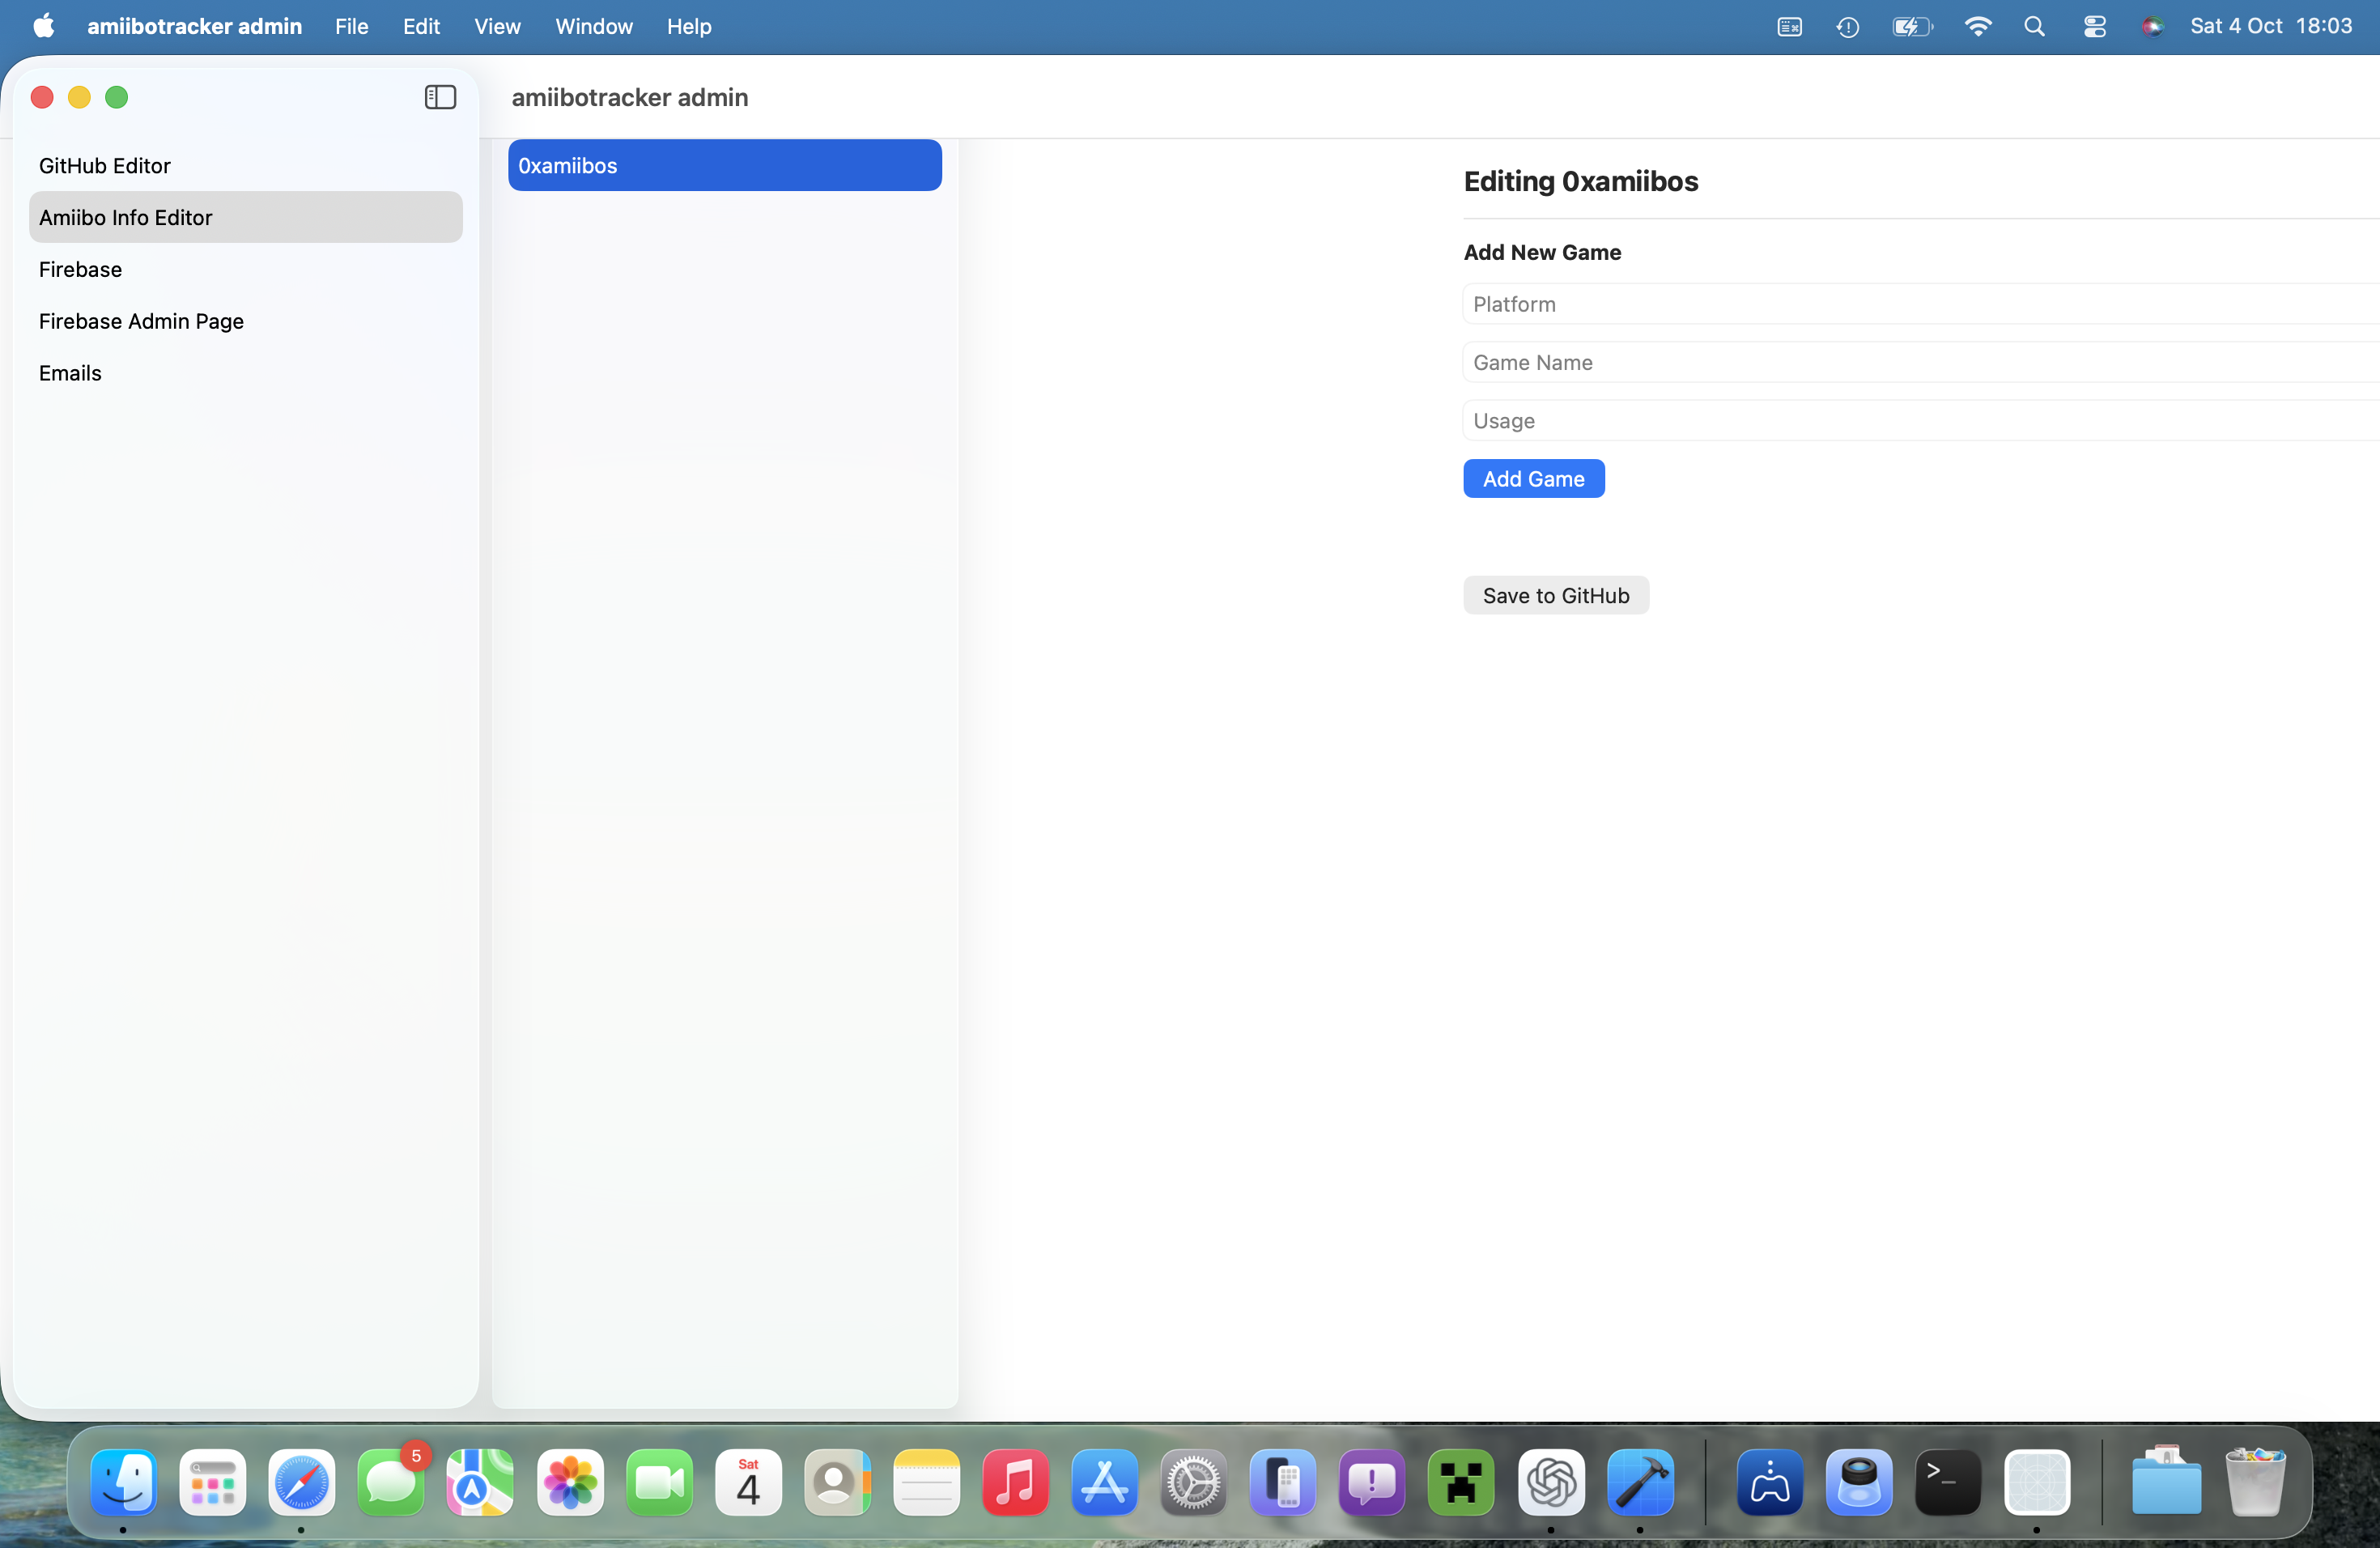 amiibotracker admin File Edit View Window Help Sat 4 Oct 18:03
amiibotracker admin
GitHub Editor
Amiibo Info Editor
Firebase
Firebase Admin Page
Emails
0xamiibos
Editing 0xamiibos
Add New Game
Platform
Game Name
Usage
Add Game
Save to GitHub
5
Sat
4
>_